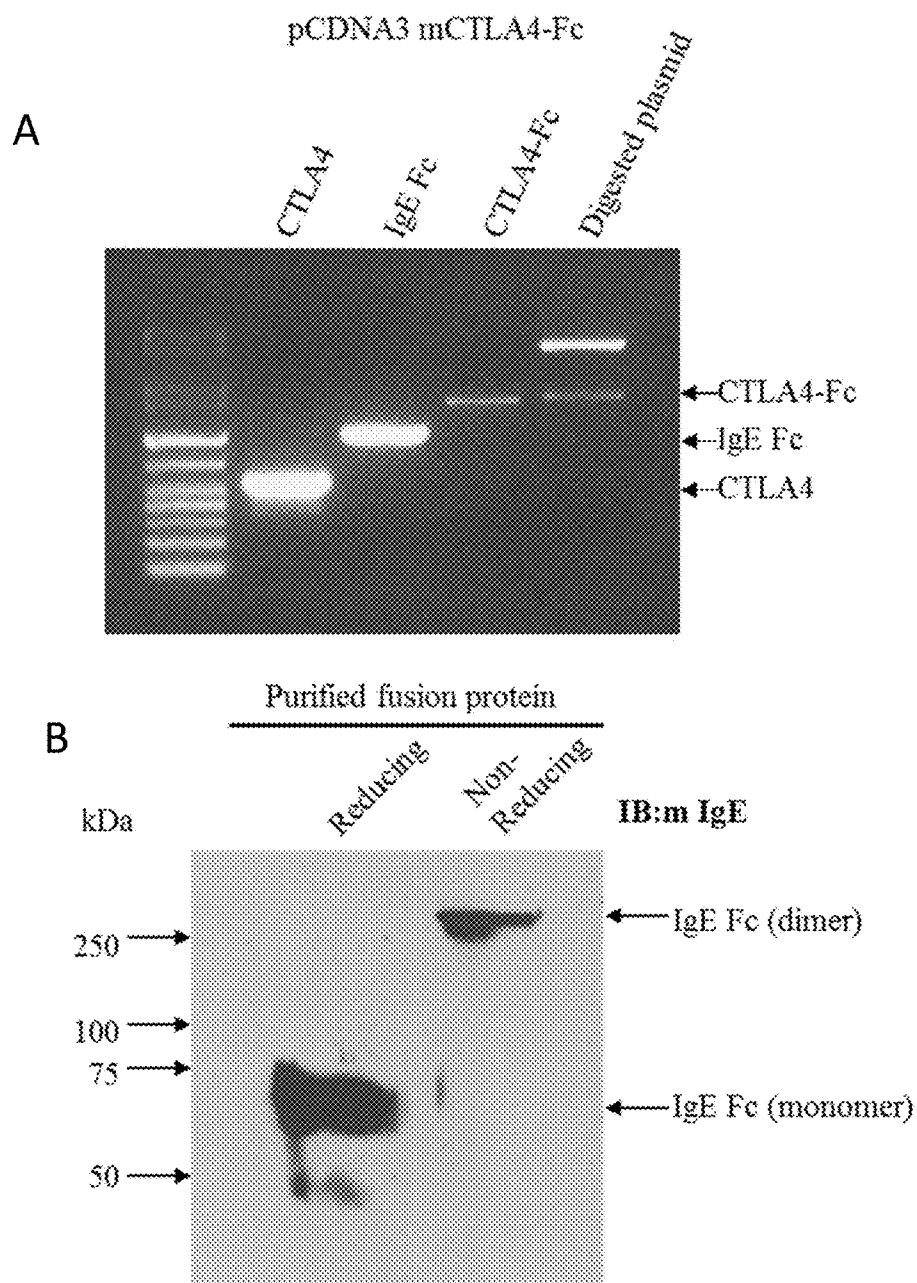 pCDNA3 mCTLA4-Fc
A
CTLA4
IgE Fc
CTLA4-Fc
Digested plasmid
CTLA4-Fc
IgE Fc
CTLA4
Purified fusion protein
B
kDa
Reducing
Non-
Reducing
IB:m IgE
250
100
75
50
IgE Fc (dimer)
IgE Fc (monomer)